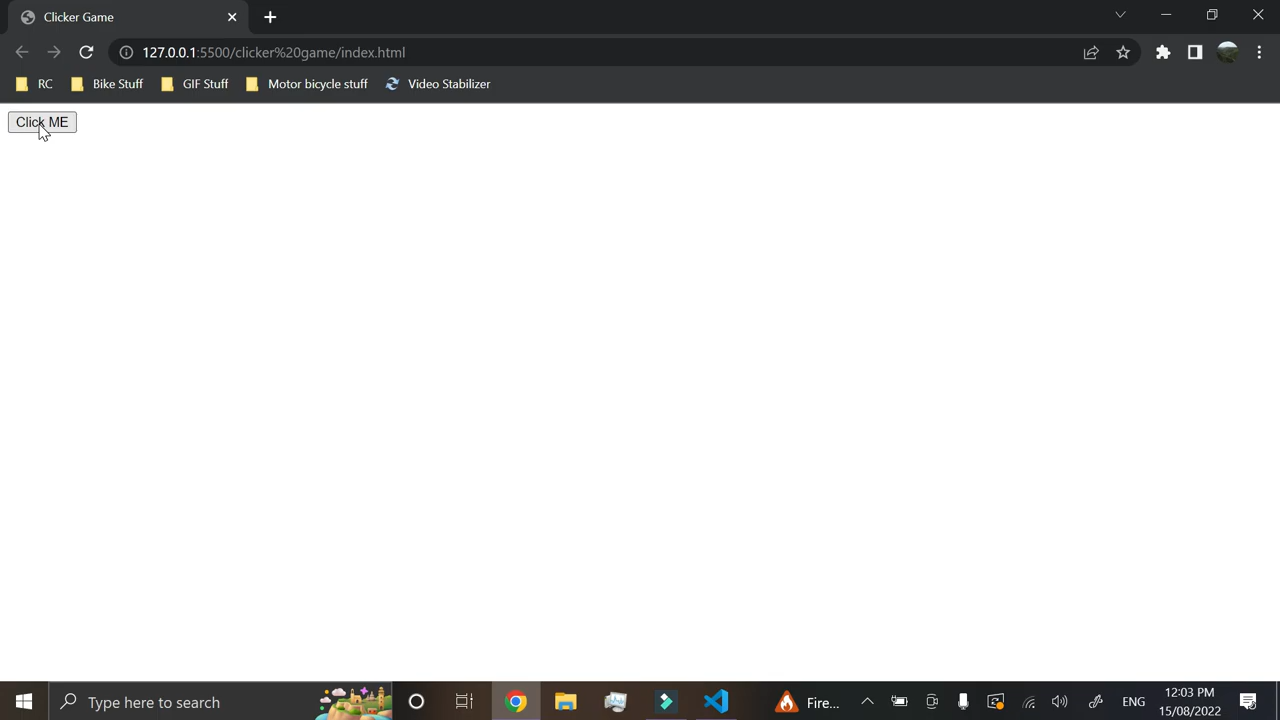 Clicker Game
127.0.0.1:5500/clicker%20game/index.html
RC Bike Stuff GIF Stuff Motor bicycle stuff Video Stabilizer
Click ME
Type here to search Fire... ENG 12:03 PM
15/08/2022